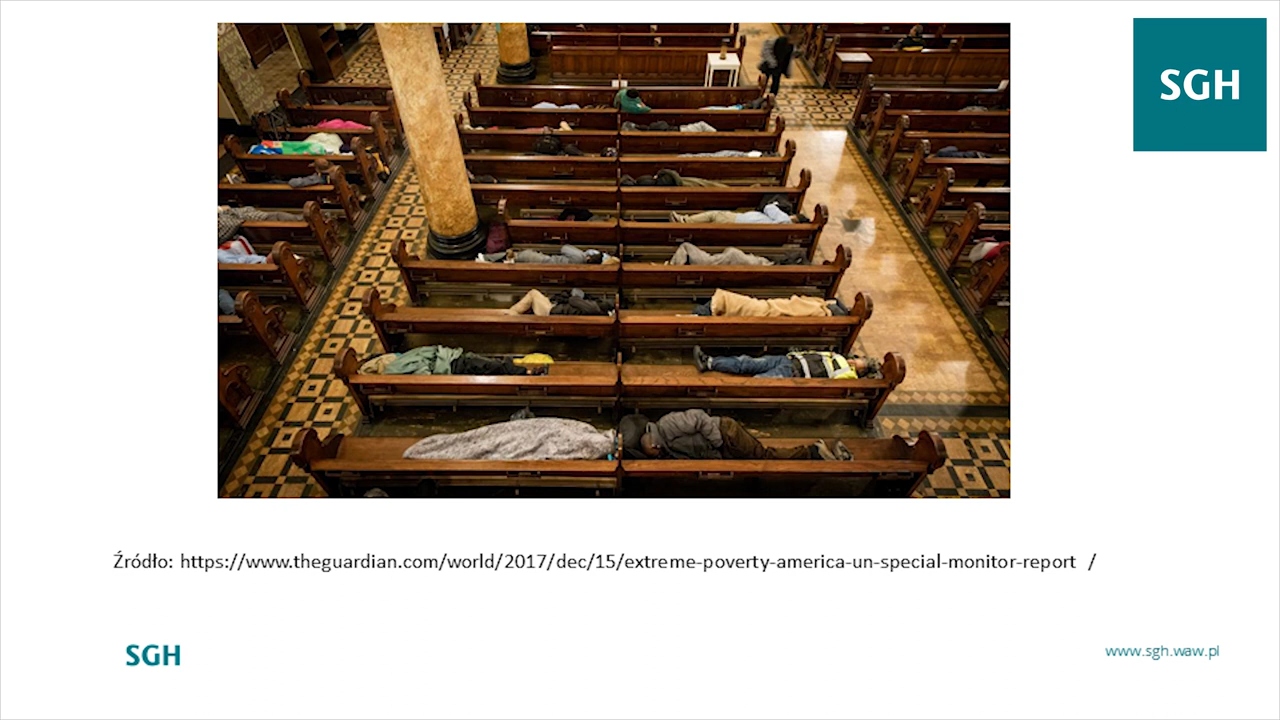 SGH
Źródło: https://www.theguardian.com/world/2017/dec/15/extreme-poverty-america-un-special-monitor-report /
SGH
www.sgh.waw.pl